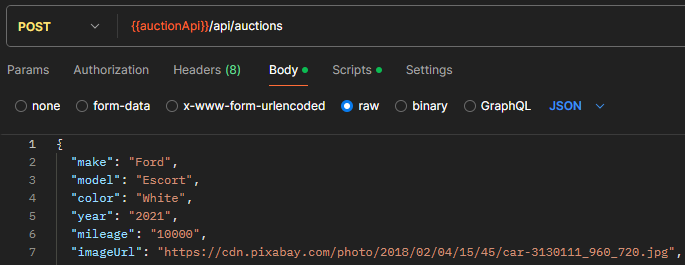 POST {{auctionApi}}/api/auctions
Params Authorization Headers (8) Body Scripts Settings
none form-data x-www-form-urlencoded raw binary GraphQL JSON
1 {
2 "make": "Ford",
3 "model": "Escort",
4 "color": "White",
5 "year": "2021",
6 "mileage": "10000",
7 "imageUrl": "https://cdn.pixabay.com/photo/2018/02/04/15/45/car-3130111_960_720.jpg",